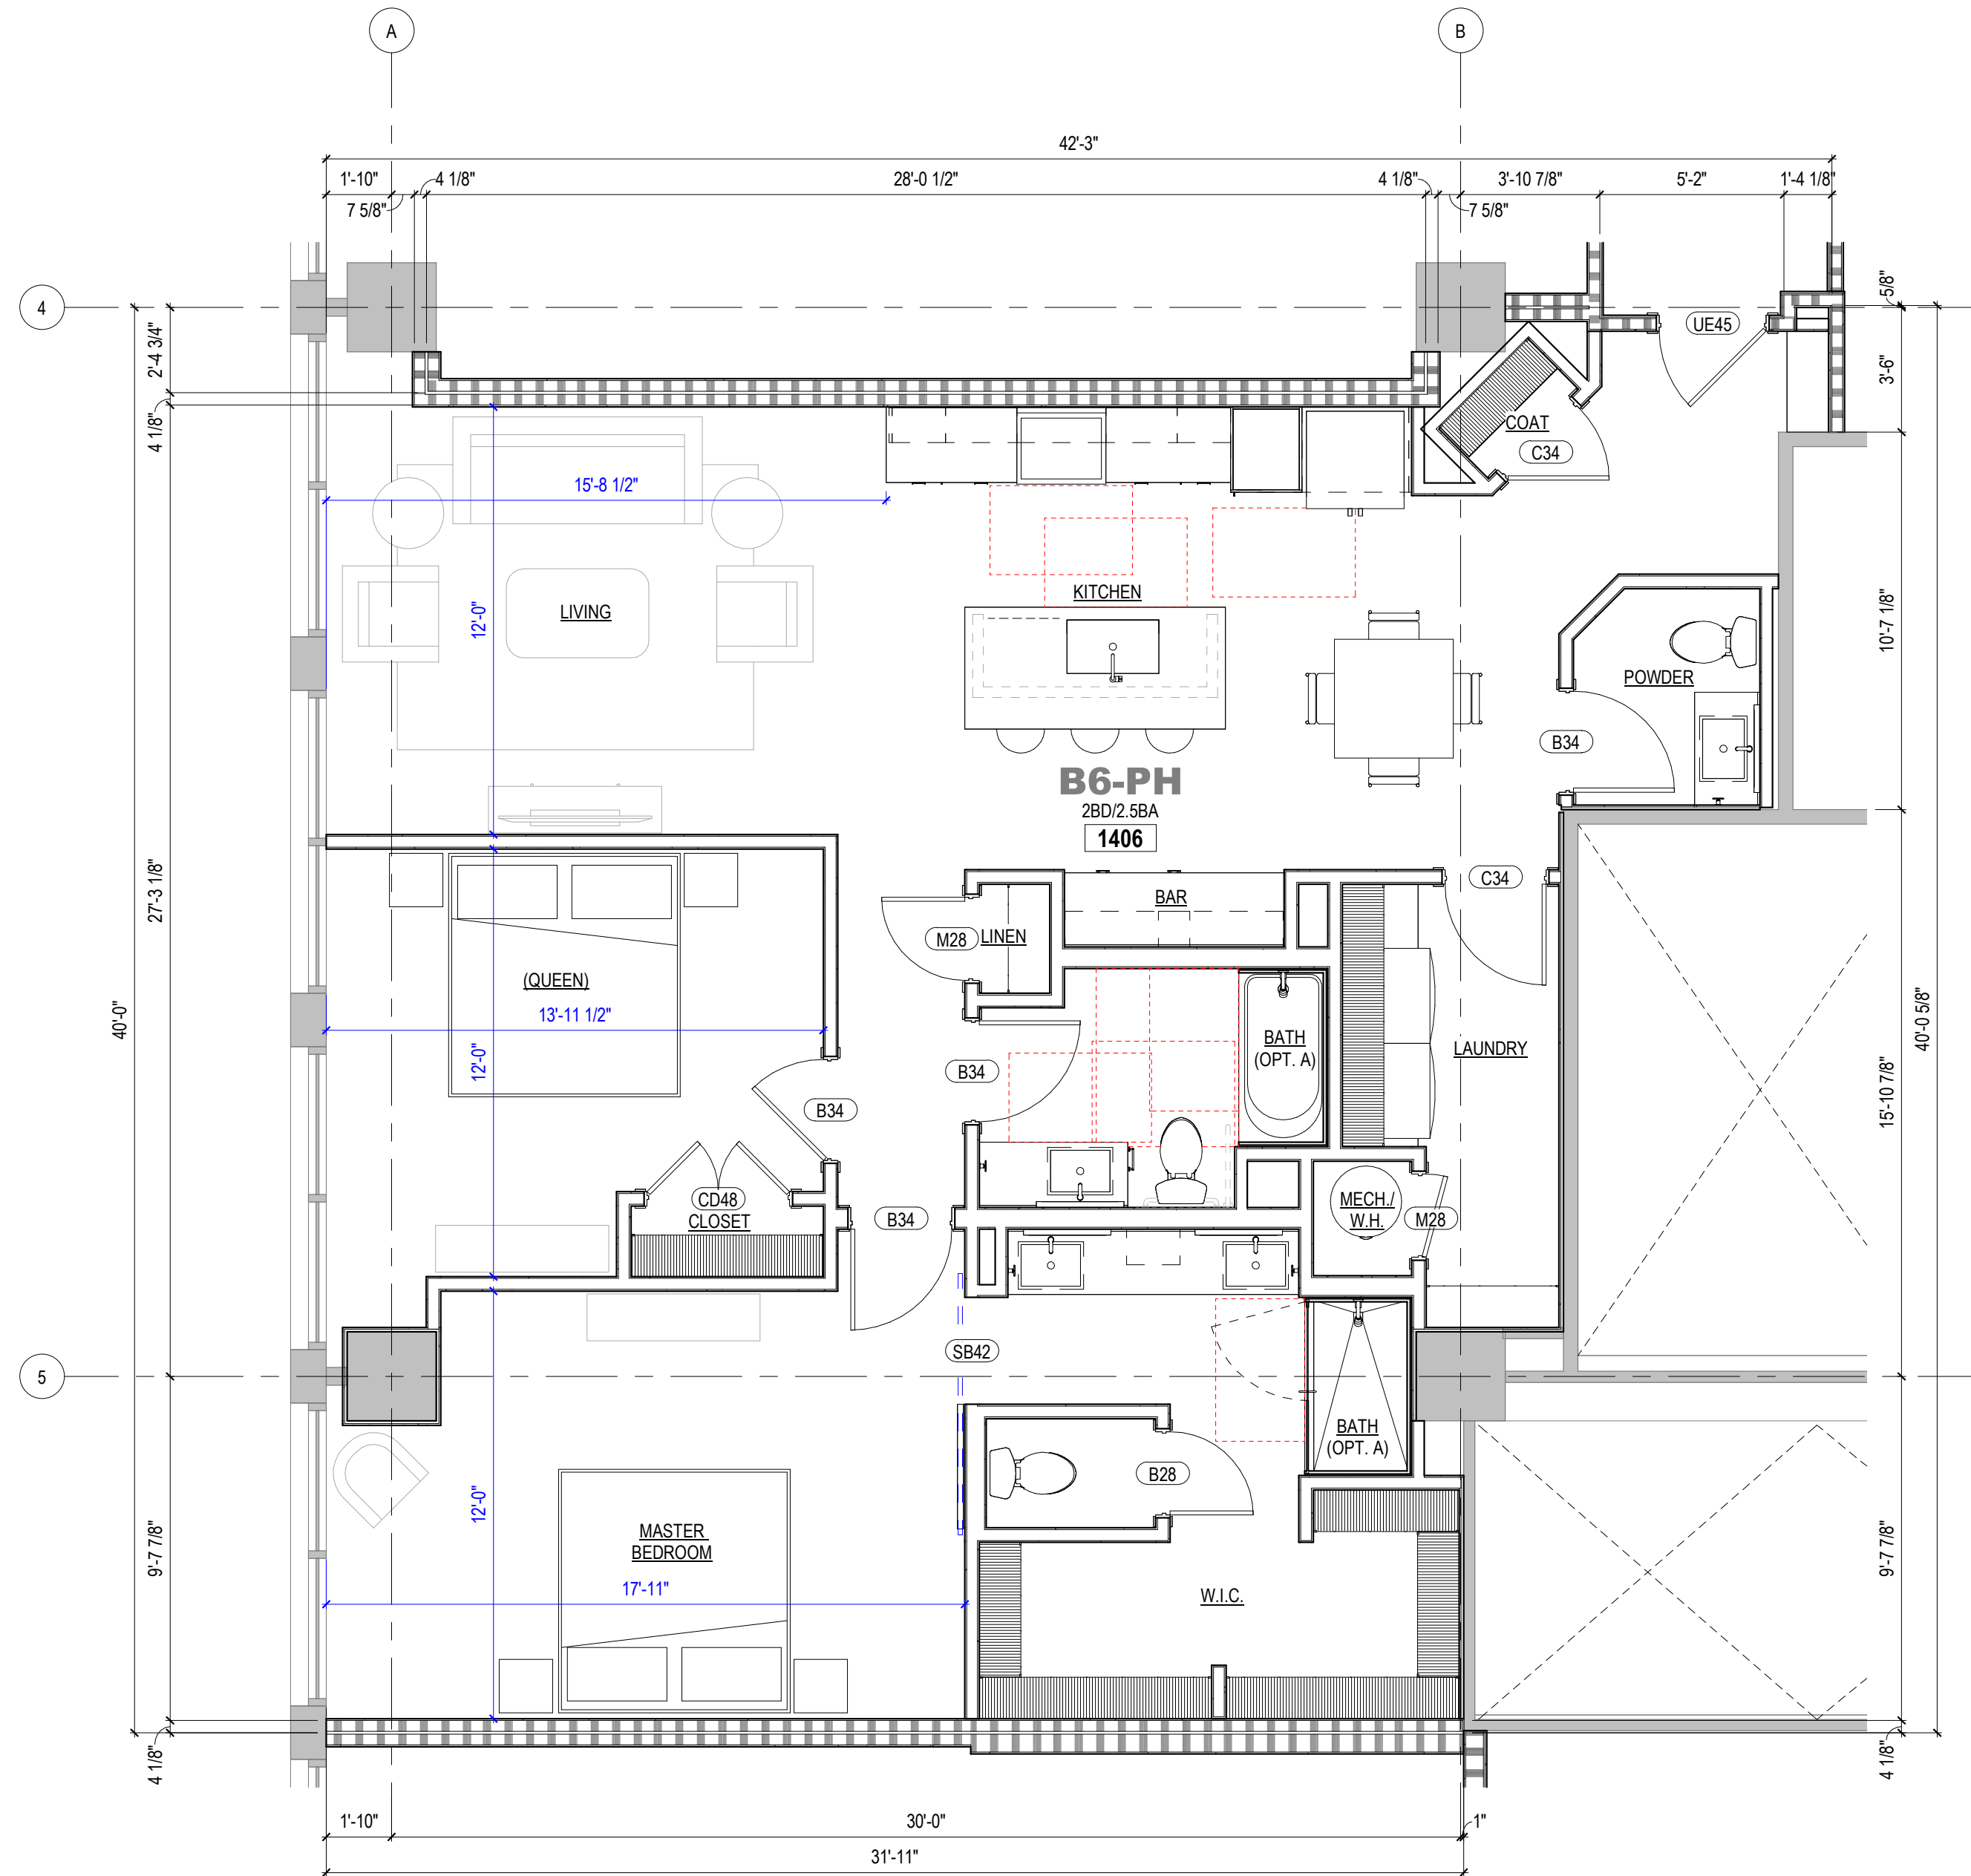 A
B
42'-3"
1'-10"
4 1/8"
28'-0 1/2"
4 1/8"
3'-10 7/8"
5'-2"
1'-4 1/8"
7 5/8"
7 5/8"
4
5/8"
UE45
2'-4 3/4"
3'-6"
4 1/8"
COAT
C34
15'-8 1/2"
KITCHEN
LIVING
12'-0"
10'-7 1/8"
POWDER
B34
B6-PH
2BD/2.5BA
1406
27'-3 1/8"
C34
BAR
M28
LINEN
(QUEEN)
13'-11 1/2"
40'-0"
40'-0 5/8"
BATH
(OPT. A)
LAUNDRY
12'-0"
B34
B34
15'-10 7/8"
CD48
CLOSET
B34
MECH./
W.H.
M28
SB42
5
BATH
(OPT. A)
B28
12'-0"
MASTER
BEDROOM
9'-7 7/8"
9'-7 7/8"
17'-11"
W.I.C.
4 1/8"
4 1/8"
1'-10"
30'-0"
1"
31'-11"